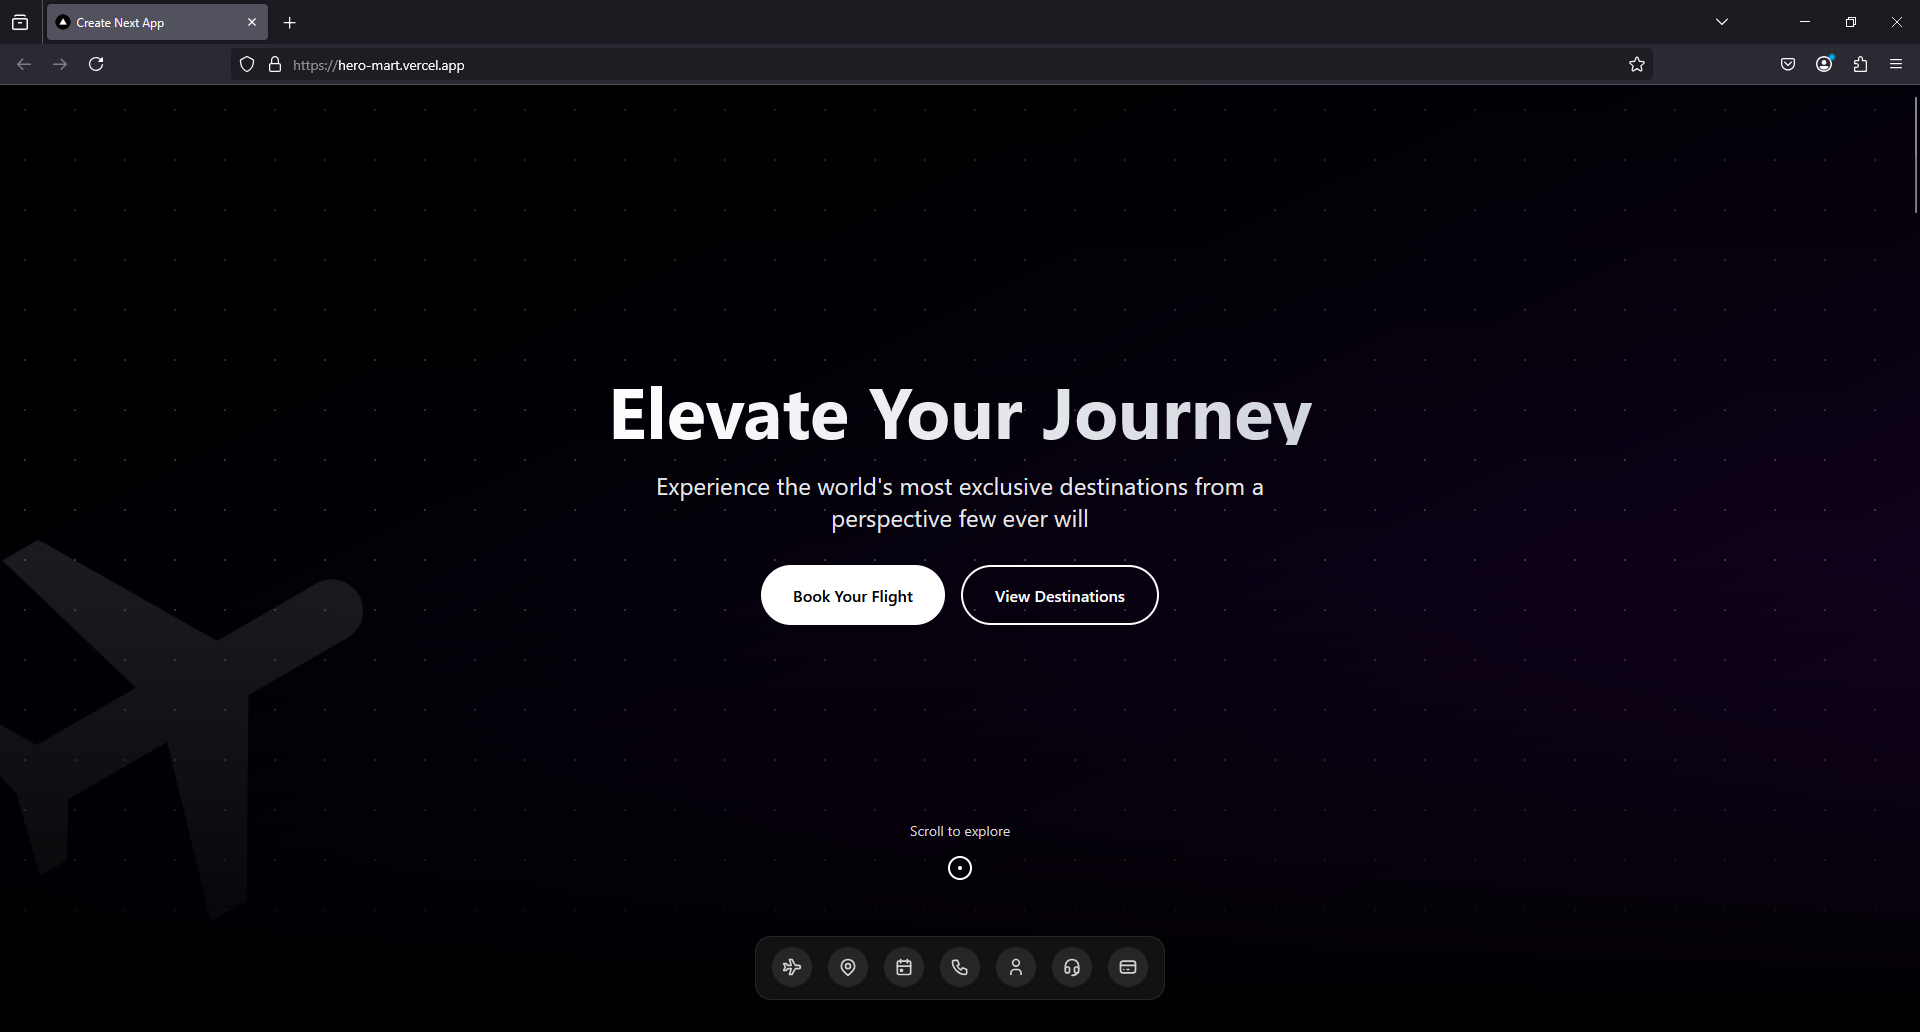 Create Next App
https://hero-mart.vercel.app
Elevate Your Journey
Experience the world's most exclusive destinations from a
perspective few ever will
Book Your Flight
View Destinations
Scroll to explore